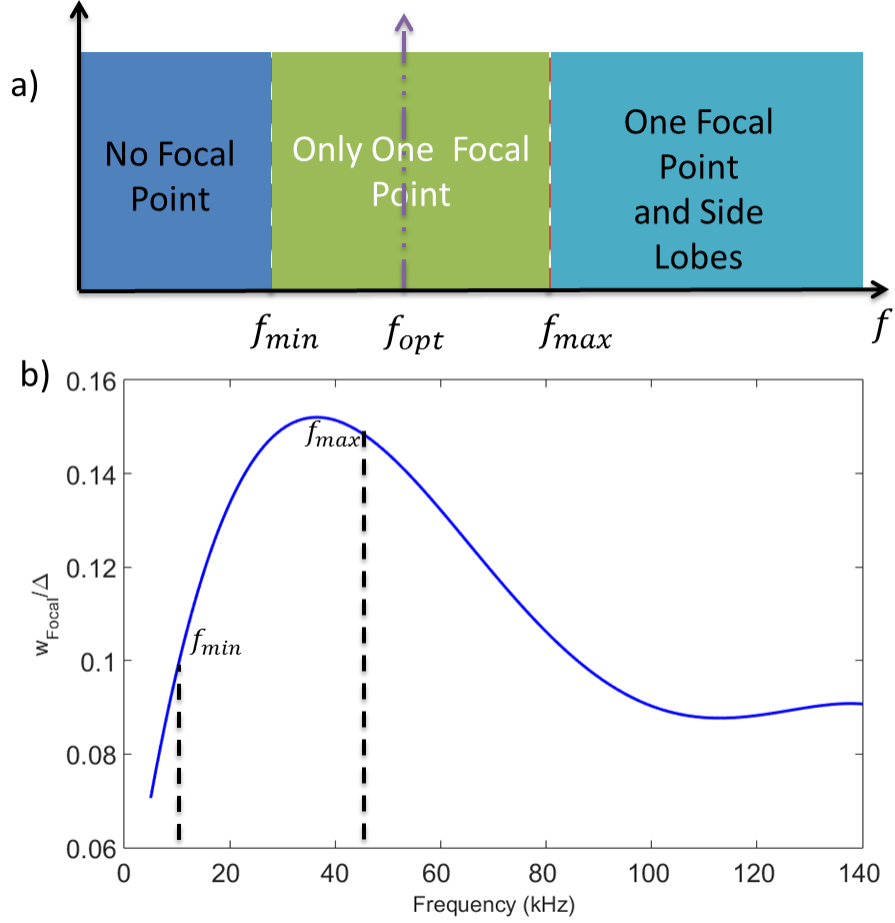 a)
No Focal
Point
Only One Focal
Point
One Focal
Point
and Side
Lobes
f_min f_opt f_max f
b)
0.16
0.14
0.12
0.1
0.08
0.06
w_Focal/Δ
f_max
f_min
0 20 40 60 80 100 120 140
Frequency (kHz)